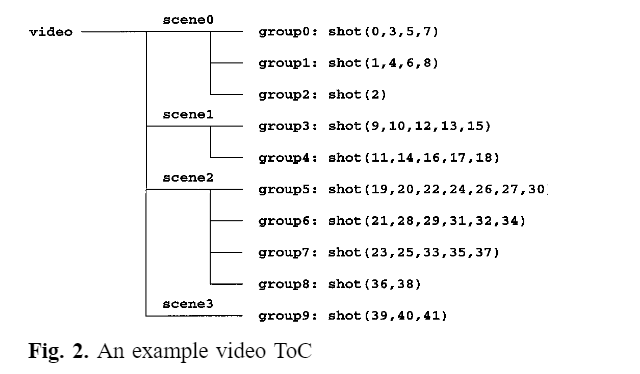 scene0
video group0: shot(0,3,5,7)
group1: shot(1,4,6,8)
group2: shot(2)
scene1
group3: shot(9,10,12,13,15)
group4: shot(11,14,16,17,18)
scene2
group5: shot(19,20,22,24,26,27,30
group6: shot(21,28,29,31,32,34)
group7: shot(23,25,33,35,37)
group8: shot(36,38)
scene3
group9: shot(39,40,41)
Fig. 2. An example video ToC